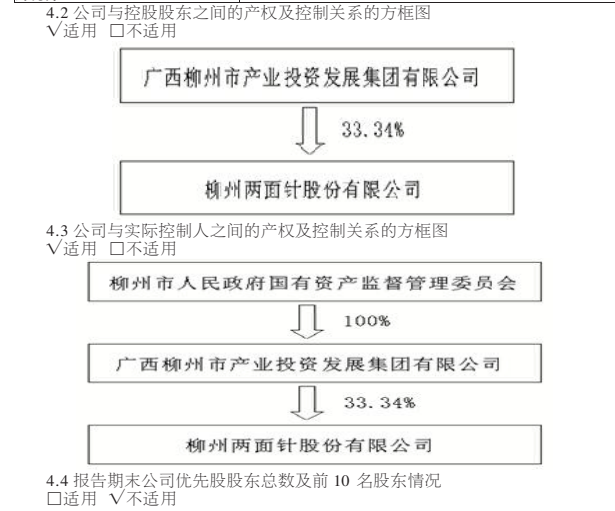 4.2 公司与控股股东之间的产权及控制关系的方框图
√适用 □不适用
广西柳州市产业投资发展集团有限公司
33.34%
柳州两面针股份有限公司
4.3 公司与实际控制人之间的产权及控制关系的方框图
√适用 □不适用
柳州市人民政府国有资产监督管理委员会
100%
广西柳州市产业投资发展集团有限公司
33.34%
柳州两面针股份有限公司
4.4 报告期末公司优先股股东总数及前 10 名股东情况
□适用 √不适用